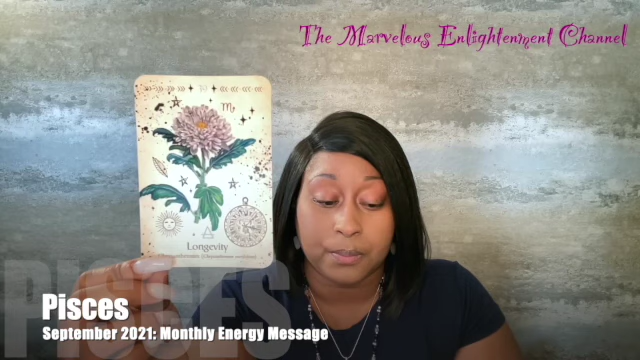 The Marvelous Enlightenment Channel
Longevity
PISCES
Pisces
September 2021: Monthly Energy Message